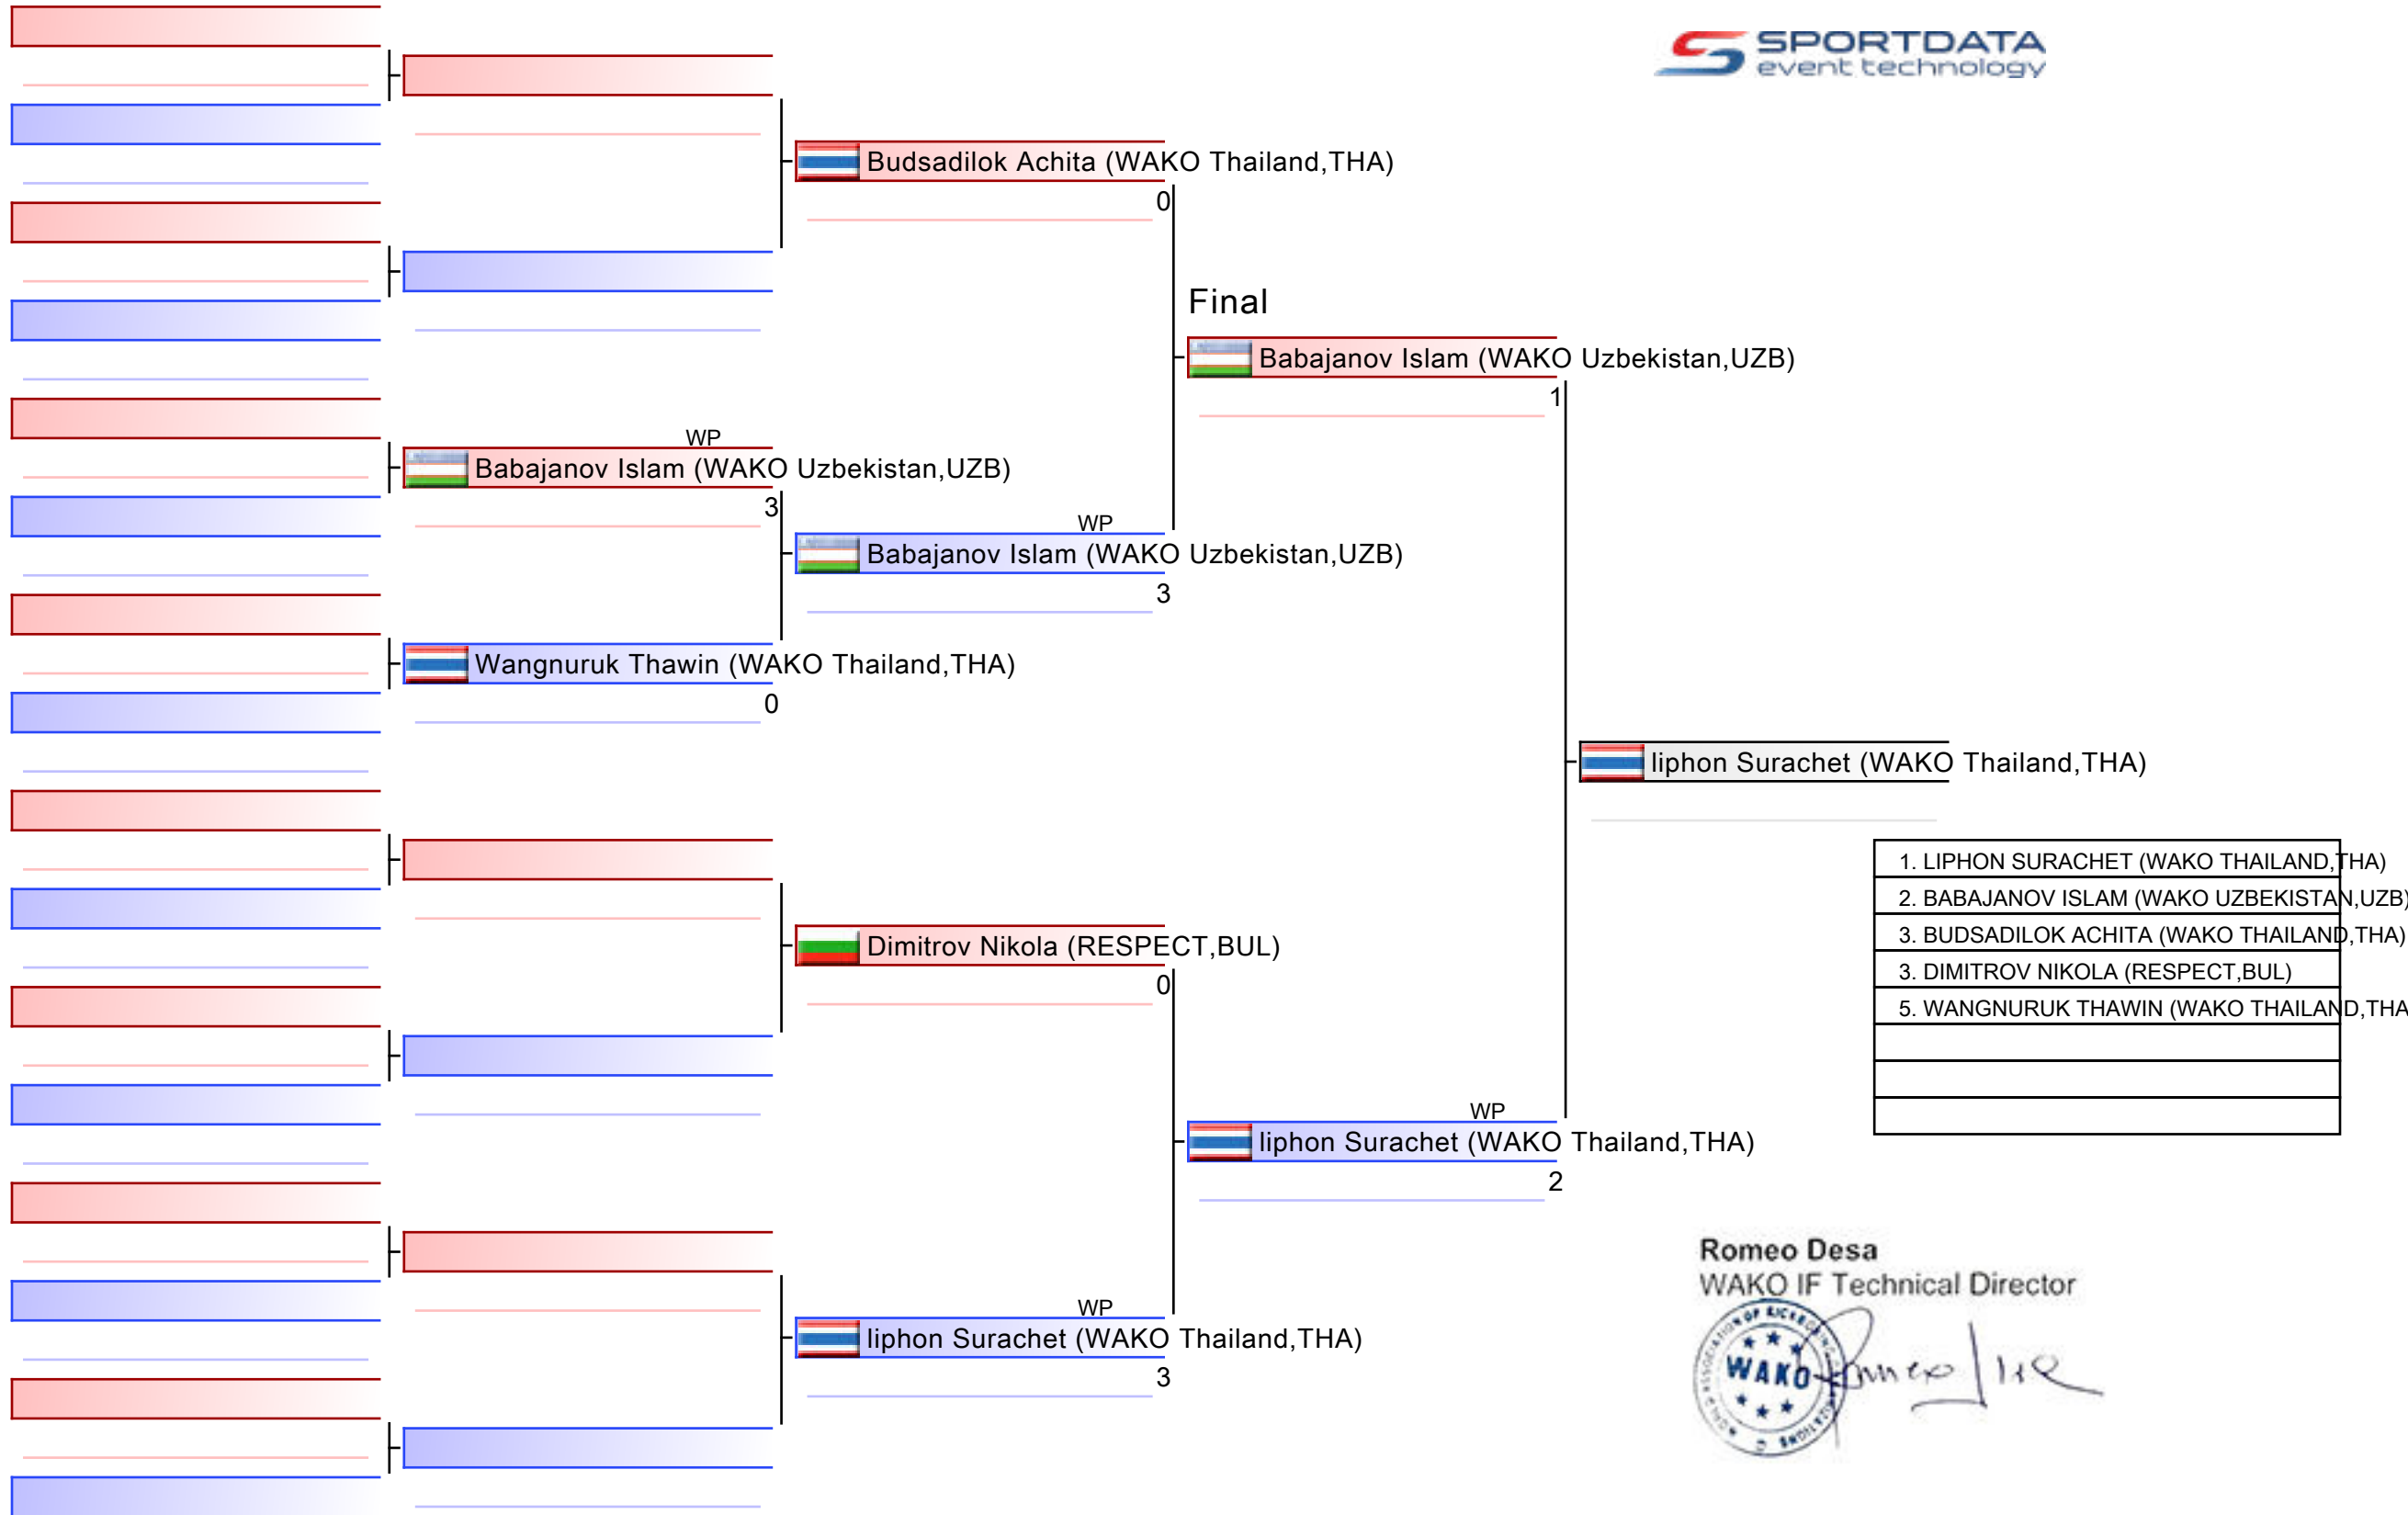 SPORTDATA
event technology
Budsadilok Achita (WAKO Thailand,THA)
0
Final
Babajanov Islam (WAKO Uzbekistan,UZB)
1
WP
Babajanov Islam (WAKO Uzbekistan,UZB)
3
WP
Babajanov Islam (WAKO Uzbekistan,UZB)
3
Wangnuruk Thawin (WAKO Thailand,THA)
0
liphon Surachet (WAKO Thailand,THA)
1. LIPHON SURACHET (WAKO THAILAND,THA)
2. BABAJANOV ISLAM (WAKO UZBEKISTAN,UZB)
3. BUDSADILOK ACHITA (WAKO THAILAND,THA)
3. DIMITROV NIKOLA (RESPECT,BUL)
5. WANGNURUK THAWIN (WAKO THAILAND,THA
Dimitrov Nikola (RESPECT,BUL)
0
WP
liphon Surachet (WAKO Thailand,THA)
2
WP
liphon Surachet (WAKO Thailand,THA)
3
Romeo Desa
WAKO IF Technical Director
WAKO